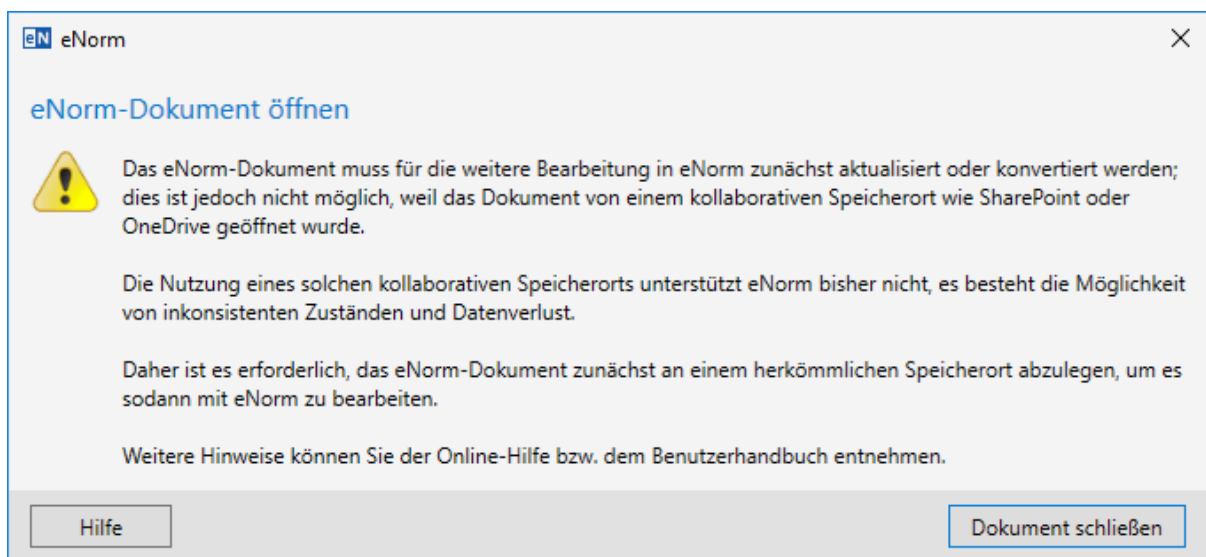 eN eNorm
eNorm-Dokument öffnen
Das eNorm-Dokument muss für die weitere Bearbeitung in eNorm zunächst aktualisiert oder konvertiert werden;
dies ist jedoch nicht möglich, weil das Dokument von einem kollaborativen Speicherort wie SharePoint oder
OneDrive geöffnet wurde.
Die Nutzung eines solchen kollaborativen Speicherorts unterstützt eNorm bisher nicht, es besteht die Möglichkeit
von inkonsistenten Zuständen und Datenverlust.
Daher ist es erforderlich, das eNorm-Dokument zunächst an einem herkömmlichen Speicherort abzulegen, um es
sodann mit eNorm zu bearbeiten.
Weitere Hinweise können Sie der Online-Hilfe bzw. dem Benutzerhandbuch entnehmen.
Hilfe
Dokument schließen